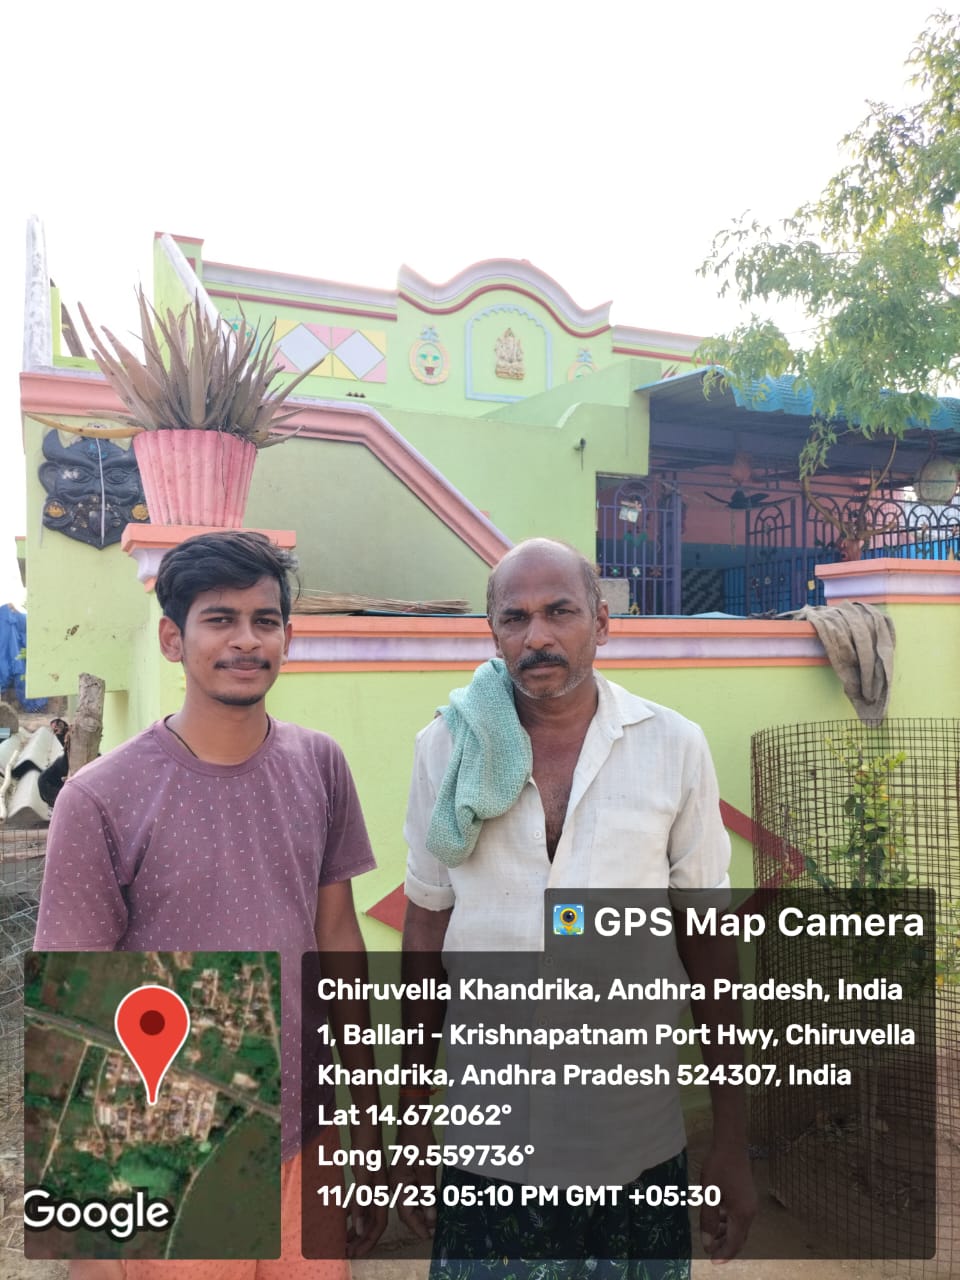 GPS Map Camera
Chiruvella Khandrika, Andhra Pradesh, India
1, Ballari - Krishnapatnam Port Hwy, Chiruvella
Khandrika, Andhra Pradesh 524307, India
Lat 14.672062°
Long 79.559736°
11/05/23 05:10 PM GMT +05:30
Google